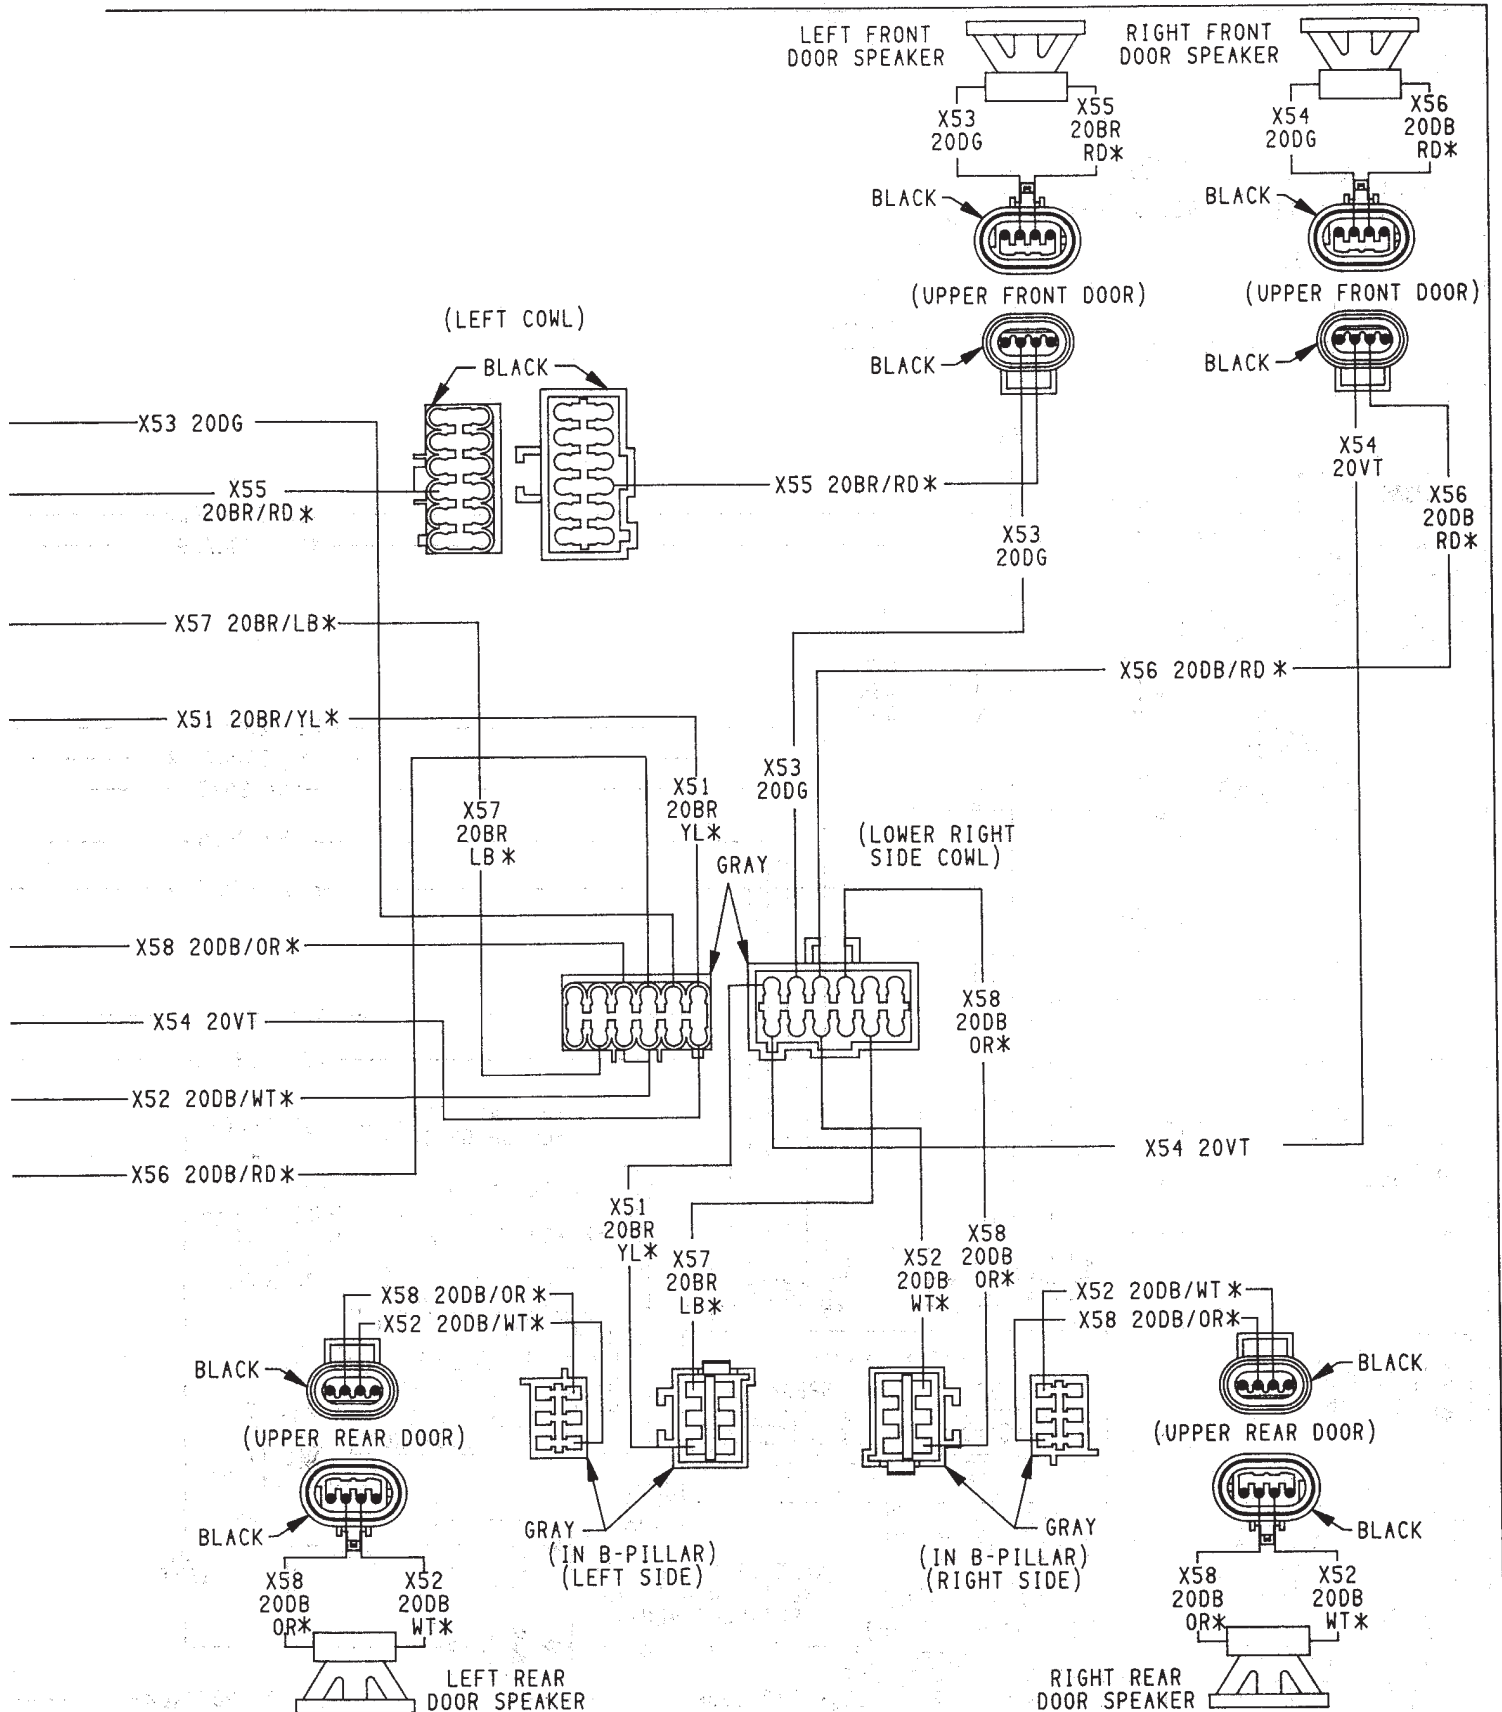 LEFT FRONT
DOOR SPEAKER
RIGHT FRONT
DOOR SPEAKER
X53
20DG
X55
20BR
RD*
X54
20DG
X56
20DB
RD*
BLACK
BLACK
(UPPER FRONT DOOR)
(UPPER FRONT DOOR)
(LEFT COWL)
BLACK
BLACK
BLACK
X53 20DG
X55
20BR/RD*
X55 20BR/RD*
X54
20VT
X56
20DB
RD*
X53
20DG
X57 20BR/LB*
X56 20DB/RD*
X51 20BR/YL*
X53
20DG
X51
20BR
YL*
X57
20BR
LB*
(LOWER RIGHT
SIDE COWL)
GRAY
X58 20DB/OR*
X58
20DB
OR*
X54 20VT
X52 20DB/WT*
X54 20VT
X56 20DB/RD*
X51
20BR
YL*
X57
20BR
LB*
X52
20DB
WT*
X58
20DB
OR*
X58 20DB/OR*
X52 20DB/WT*
X52 20DB/WT*
X58 20DB/OR*
BLACK
BLACK
(UPPER REAR DOOR)
(UPPER REAR DOOR)
BLACK
GRAY
(IN B-PILLAR)
(LEFT SIDE)
GRAY
(IN B-PILLAR)
(RIGHT SIDE)
BLACK
X58
20DB
OR*
X52
20DB
WT*
X58
20DB
OR*
X52
20DB
WT*
LEFT REAR
DOOR SPEAKER
RIGHT REAR
DOOR SPEAKER